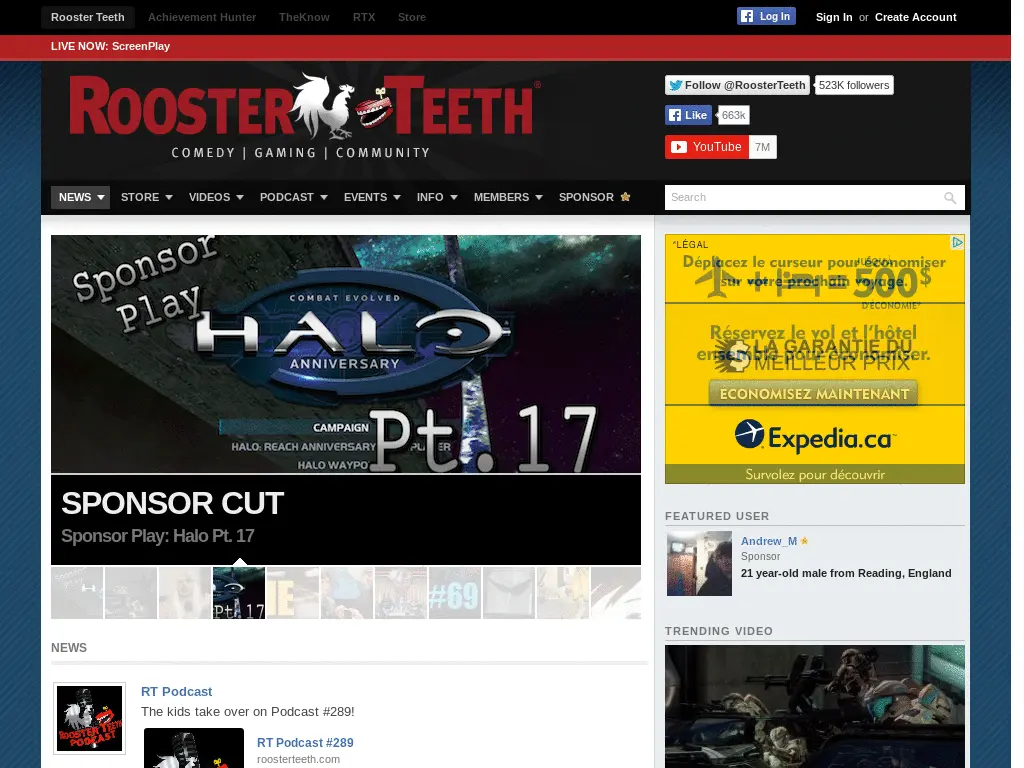 Rooster Teeth Achievement Hunter TheKnow RTX Store
Log In Sign In or Create Account
LIVE NOW: ScreenPlay
ROOSTER TEETH®
COMEDY | GAMING | COMMUNITY
Follow @RoosterTeeth 523K followers
Like 663k
YouTube 7M
NEWS STORE VIDEOS PODCAST EVENTS INFO MEMBERS SPONSOR
Search
Sponsor
Play
COMBAT EVOLVED
HALO
ANNIVERSARY
CAMPAIGN
HALO: REACH ANNIVERSARY
HALO WAYPO
Pt. 17
SPONSOR CUT
Sponsor Play: Halo Pt. 17
Pt. 17
#69
NEWS
RT Podcast
The kids take over on Podcast #289!
ROOSTER TEETH
PODCAST
RT Podcast #289
roosterteeth.com
*LÉGAL
Déplacez le curseur pour économiser
sur votre prochain voyage.
500$
D'ÉCONOMIE*
Réservez le vol et l'hôtel
ensemble pour économiser.
LA GARANTIE DU
MEILLEUR PRIX
ÉCONOMISEZ MAINTENANT
Expedia.ca
Survolez pour découvrir
FEATURED USER
Andrew_M
Sponsor
21 year-old male from Reading, England
TRENDING VIDEO